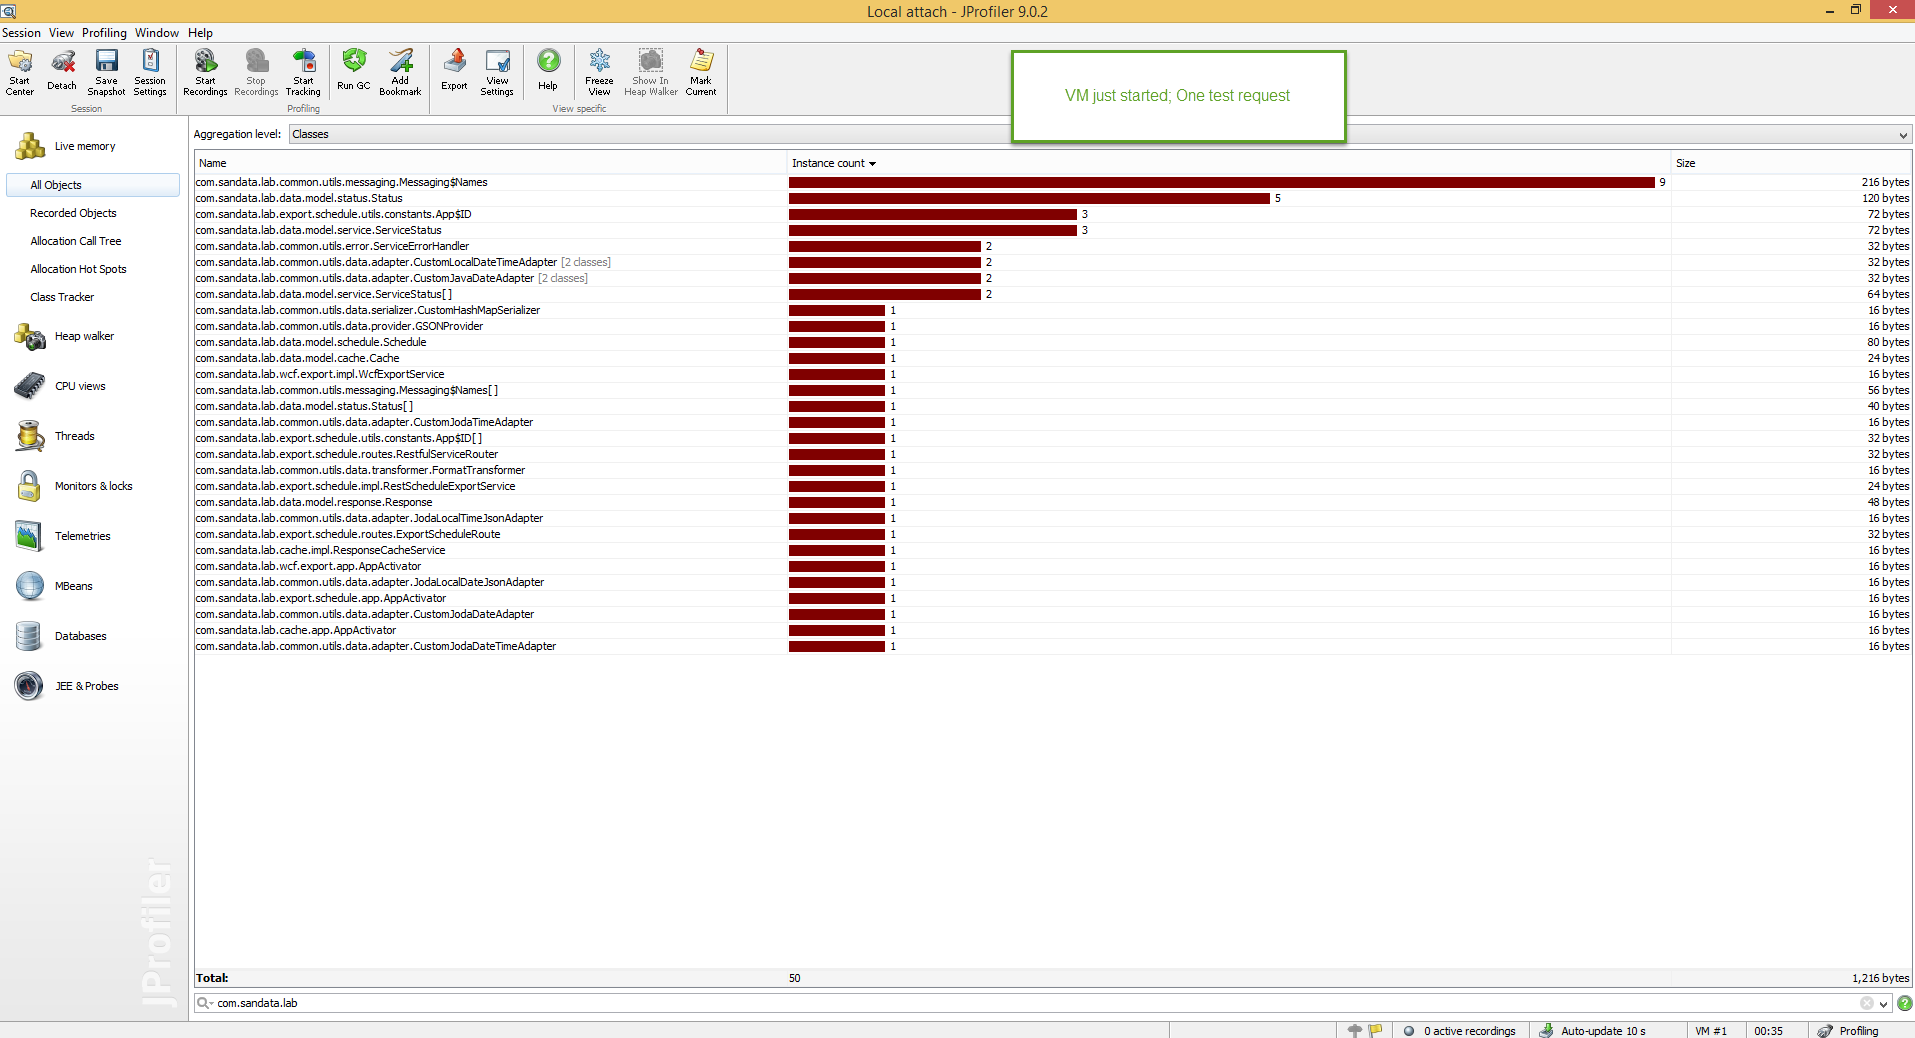 Local attach - JProfiler 9.0.2
Session View Profiling Window Help
Start Center
Detach
Save Snapshot
Session Settings
Start Recordings
Stop Recordings
Start Tracking
Run GC
Add Bookmark
Export
View Settings
Help
Freeze View
Show In Heap Walker
Mark Current
Session
Profiling
View specific
VM just started; One test request
Live memory
All Objects
Recorded Objects
Allocation Call Tree
Allocation Hot Spots
Class Tracker
Heap walker
CPU views
Threads
Monitors & locks
Telemetries
MBeans
Databases
JEE & Probes
JProfiler
Aggregation level: Classes
Name Instance count Size
com.sandata.lab.common.utils.messaging.Messaging$Names 9 216 bytes
com.sandata.lab.data.model.status.Status 5 120 bytes
com.sandata.lab.export.schedule.utils.constants.App$ID 3 72 bytes
com.sandata.lab.data.model.service.ServiceStatus 3 72 bytes
com.sandata.lab.common.utils.error.ServiceErrorHandler 2 32 bytes
com.sandata.lab.common.utils.data.adapter.CustomLocalDateTimeAdapter [2 classes] 2 32 bytes
com.sandata.lab.common.utils.data.adapter.CustomJavaDateAdapter [2 classes] 2 32 bytes
com.sandata.lab.data.model.service.ServiceStatus[ ] 2 64 bytes
com.sandata.lab.common.utils.data.serializer.CustomHashMapSerializer 1 16 bytes
com.sandata.lab.common.utils.data.provider.GSONProvider 1 16 bytes
com.sandata.lab.data.model.schedule.Schedule 1 80 bytes
com.sandata.lab.data.model.cache.Cache 1 24 bytes
com.sandata.lab.wcf.export.impl.WcfExportService 1 16 bytes
com.sandata.lab.common.utils.messaging.Messaging$Names[ ] 1 56 bytes
com.sandata.lab.data.model.status.Status[ ] 1 40 bytes
com.sandata.lab.common.utils.data.adapter.CustomJodaTimeAdapter 1 16 bytes
com.sandata.lab.export.schedule.utils.constants.App$ID[ ] 1 32 bytes
com.sandata.lab.export.schedule.routes.RestfulServiceRouter 1 32 bytes
com.sandata.lab.common.utils.data.transformer.FormatTransformer 1 16 bytes
com.sandata.lab.export.schedule.impl.RestScheduleExportService 1 24 bytes
com.sandata.lab.data.model.response.Response 1 48 bytes
com.sandata.lab.common.utils.data.adapter.JodaLocalTimeJsonAdapter 1 16 bytes
com.sandata.lab.export.schedule.routes.ExportScheduleRoute 1 32 bytes
com.sandata.lab.cache.impl.ResponseCacheService 1 16 bytes
com.sandata.lab.wcf.export.app.AppActivator 1 16 bytes
com.sandata.lab.common.utils.data.adapter.JodaLocalDateJsonAdapter 1 16 bytes
com.sandata.lab.export.schedule.app.AppActivator 1 16 bytes
com.sandata.lab.common.utils.data.adapter.CustomJodaDateAdapter 1 16 bytes
com.sandata.lab.cache.app.AppActivator 1 16 bytes
com.sandata.lab.common.utils.data.adapter.CustomJodaDateTimeAdapter 1 16 bytes
Total: 50 1,216 bytes
com.sandata.lab
0 active recordings Auto-update 10 s VM #1 00:35 Profiling